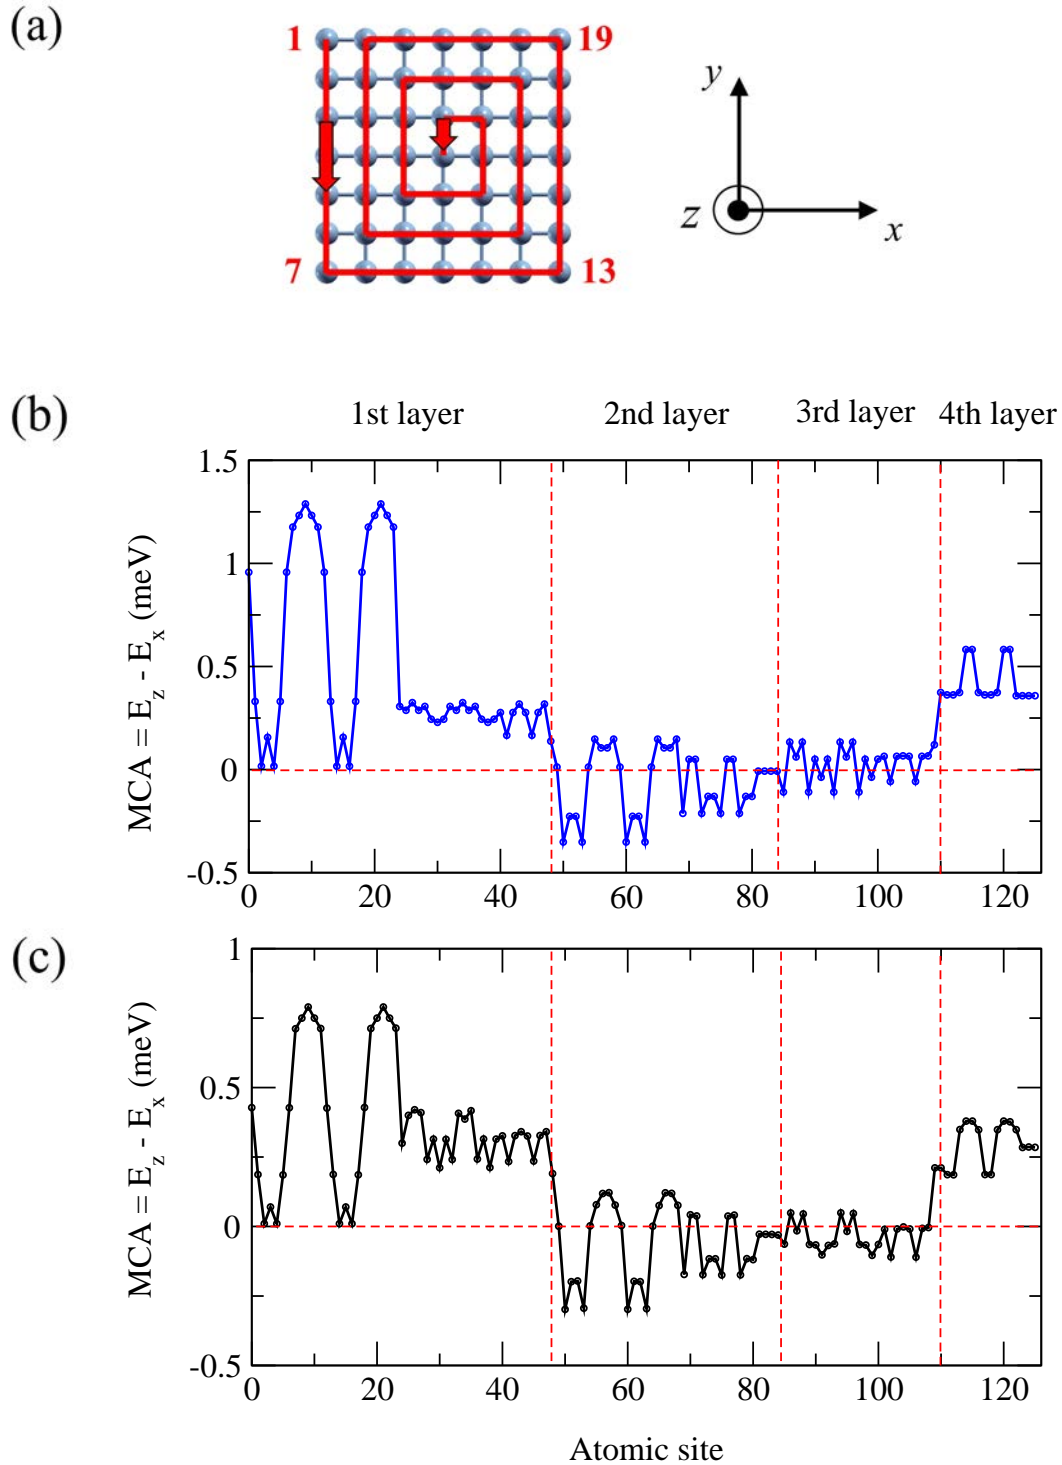 (a)
1
19
7
13
y
z
x
(b)
1st layer
2nd layer
3rd layer
4th layer
MCA = E_z - E_x (meV)
1.5
1
0.5
0
-0.5
0
20
40
60
80
100
120
(c)
MCA = E_z - E_x (meV)
1
0.5
0
-0.5
0
20
40
60
80
100
120
Atomic site